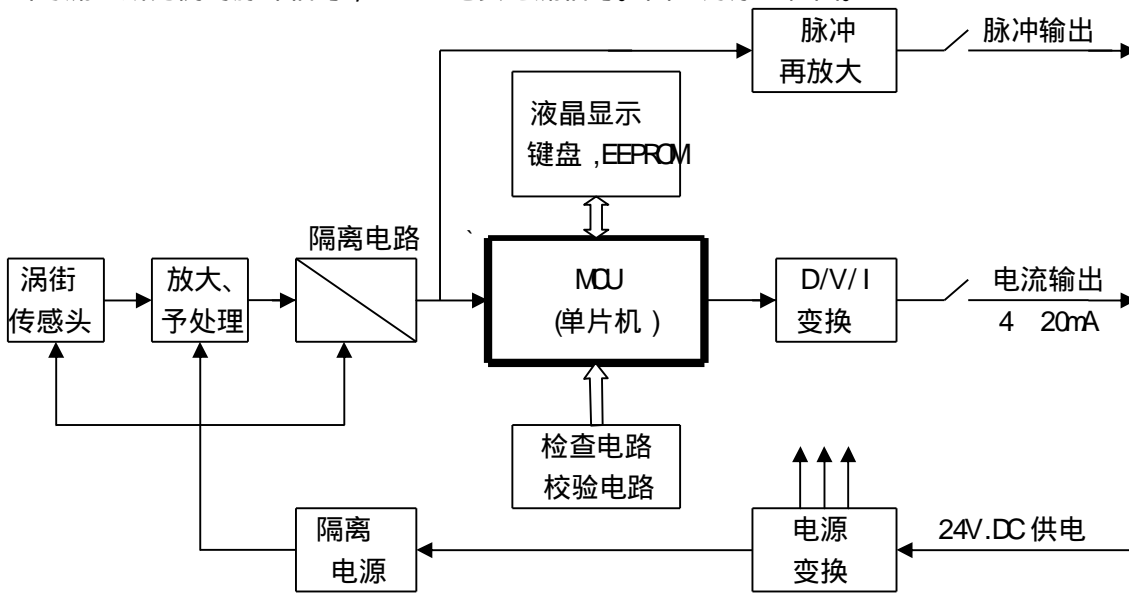 脉冲
再放大
脉冲输出
液晶显示
键盘,EEPROM
隔离电路
涡街
传感头
放大、
予处理
MCU
(单片机)
D/V/I
变换
电流输出
4 20mA
检查电路
校验电路
隔离
电源
电源
变换
24V.DC供电